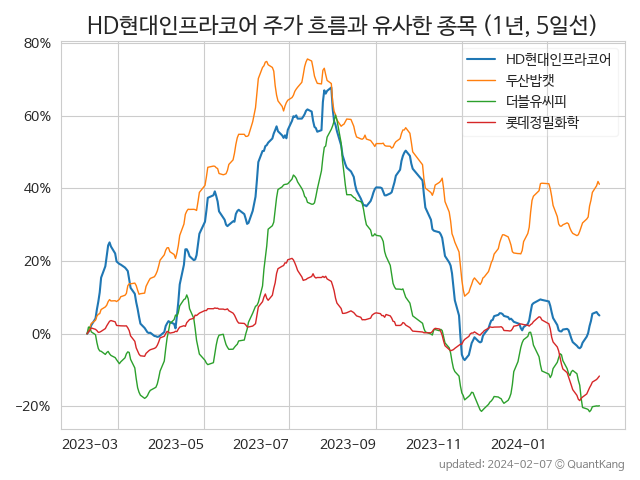 HD현대인프라코어 주가 흐름과 유사한 종목 (1년, 5일선)
HD현대인프라코어
두산밥캣
더블유씨피
롯데정밀화학
80%
60%
40%
20%
0%
−20%
2023-03
2023-05
2023-07
2023-09
2023-11
2024-01
updated: 2024-02-07 © QuantKang